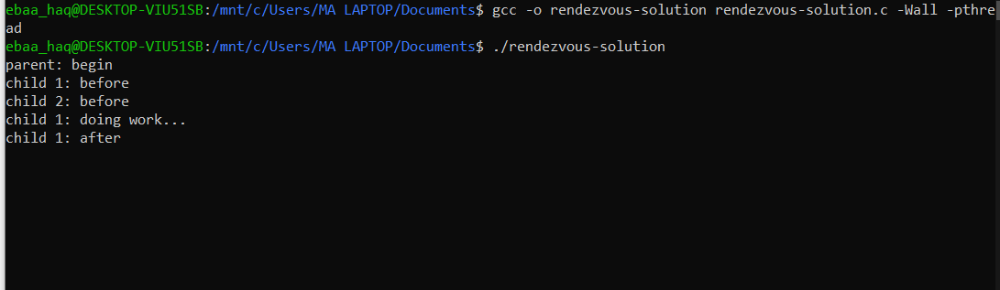 ebaa_haq@DESKTOP-VIU51SB:/mnt/c/Users/MA LAPTOP/Documents$ gcc -o rendezvous-solution rendezvous-solution.c -Wall -pthre
ad
ebaa_haq@DESKTOP-VIU51SB:/mnt/c/Users/MA LAPTOP/Documents$ ./rendezvous-solution
parent: begin
child 1: before
child 2: before
child 1: doing work...
child 1: after